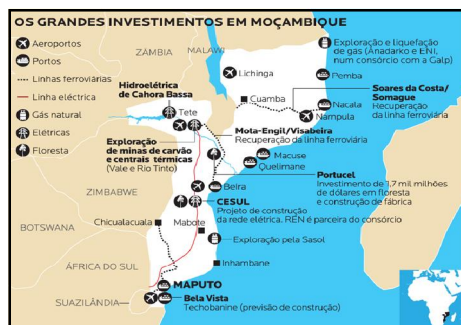 OS GRANDES INVESTIMENTOS EM MOÇAMBIQUE
Aeroportos
Portos
Linhas ferroviárias
Linha eléctrica
Gás natural
Elétricas
Floresta
ZÂMBIA
MALAWI
Exploração e liquefação
de gás (Anadarko e ENI,
num consórcio com a Galp)
Lichinga
Pemba
Hidroelétrica
de Cahora Bassa
Cuamba
Soares da Costa/
Somague
Recuperação
da linha ferroviária
Nacala
Nampula
Tete
Mota-Engil/Visabeira
Recuperação da linha ferroviária
Exploração
de minas de carvão
e centrais térmicas
(Vale e Rio Tinto)
Macuse
Quelimane
Portucel
Investimento de 1,7 mil milhões
de dólares em floresta
e construção de fábrica
ZIMBABWE
Beira
CESUL
Projeto de construção
da rede elétrica. REN é parceira do consórcio
BOTSWANA
Chicualacuala
Mabote
Exploração pela Sasol
ÁFRICA DO SUL
Inhambane
MAPUTO
SUAZILÂNDIA
Bela Vista
Techobanine (previsão de construção)